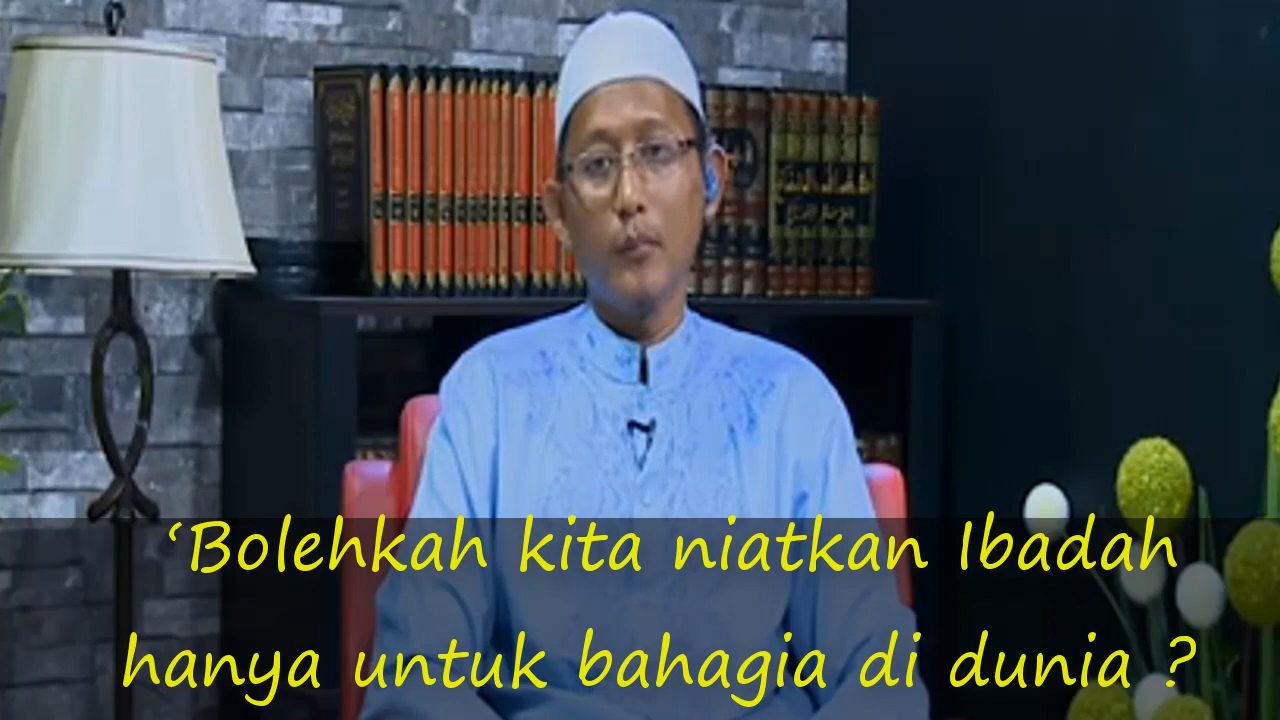 ‘Bolehkah kita niatkan Ibadah
hanya untuk bahagia di dunia ?